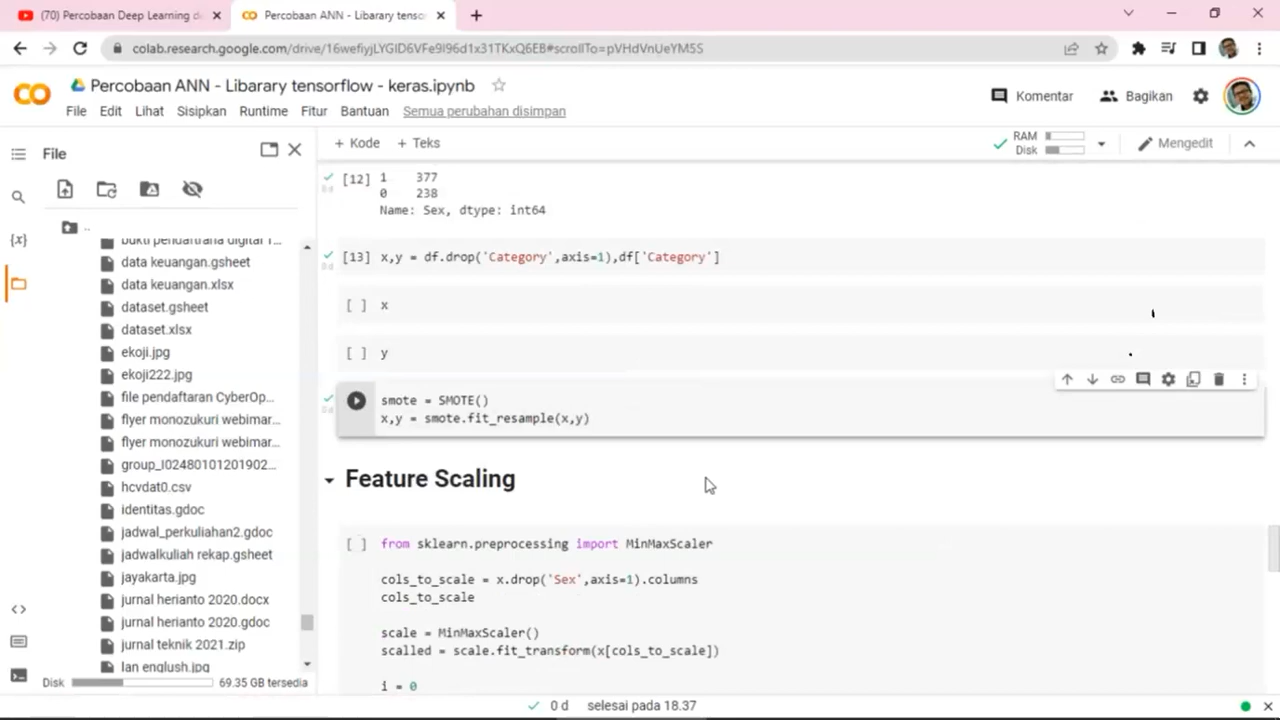 (70) Percobaan Deep Learning de
Percobaan ANN - Libarary tensor
colab.research.google.com/drive/16wefiyjLYGID6VFe9I96d1x31TKxQ6EB#scrollTo=pVHdVnUeYM5S
Percobaan ANN - Libarary tensorflow - keras.ipynb
File Edit Lihat Sisipkan Runtime Fitur Bantuan Semua perubahan disimpan
Komentar
Bagikan
+ Kode + Teks
RAM
Disk
Mengedit
File
..
bukti pendaftrana digital T...
data keuangan.gsheet
data keuangan.xlsx
dataset.gsheet
dataset.xlsx
ekoji.jpg
ekoji222.jpg
file pendaftaran CyberOp...
flyer monozukuri webimar...
flyer monozukuri webimar...
group_I02480101201902...
hcvdat0.csv
identitas.gdoc
jadwal_perkuliahan2.gdoc
jadwalkuliah rekap.gsheet
jayakarta.jpg
jurnal herianto 2020.docx
jurnal herianto 2020.gdoc
jurnal teknik 2021.zip
lan englush.jpg
Disk 69.35 GB tersedia
[12] 1 377
0 238
Name: Sex, dtype: int64
[13] x,y = df.drop('Category',axis=1),df['Category']
[ ] x
[ ] y
smote = SMOTE()
x,y = smote.fit_resample(x,y)
Feature Scaling
[ ] from sklearn.preprocessing import MinMaxScaler
cols_to_scale = x.drop('Sex',axis=1).columns
cols_to_scale
scale = MinMaxScaler()
scalled = scale.fit_transform(x[cols_to_scale])
i = 0
0 d selesai pada 18.37